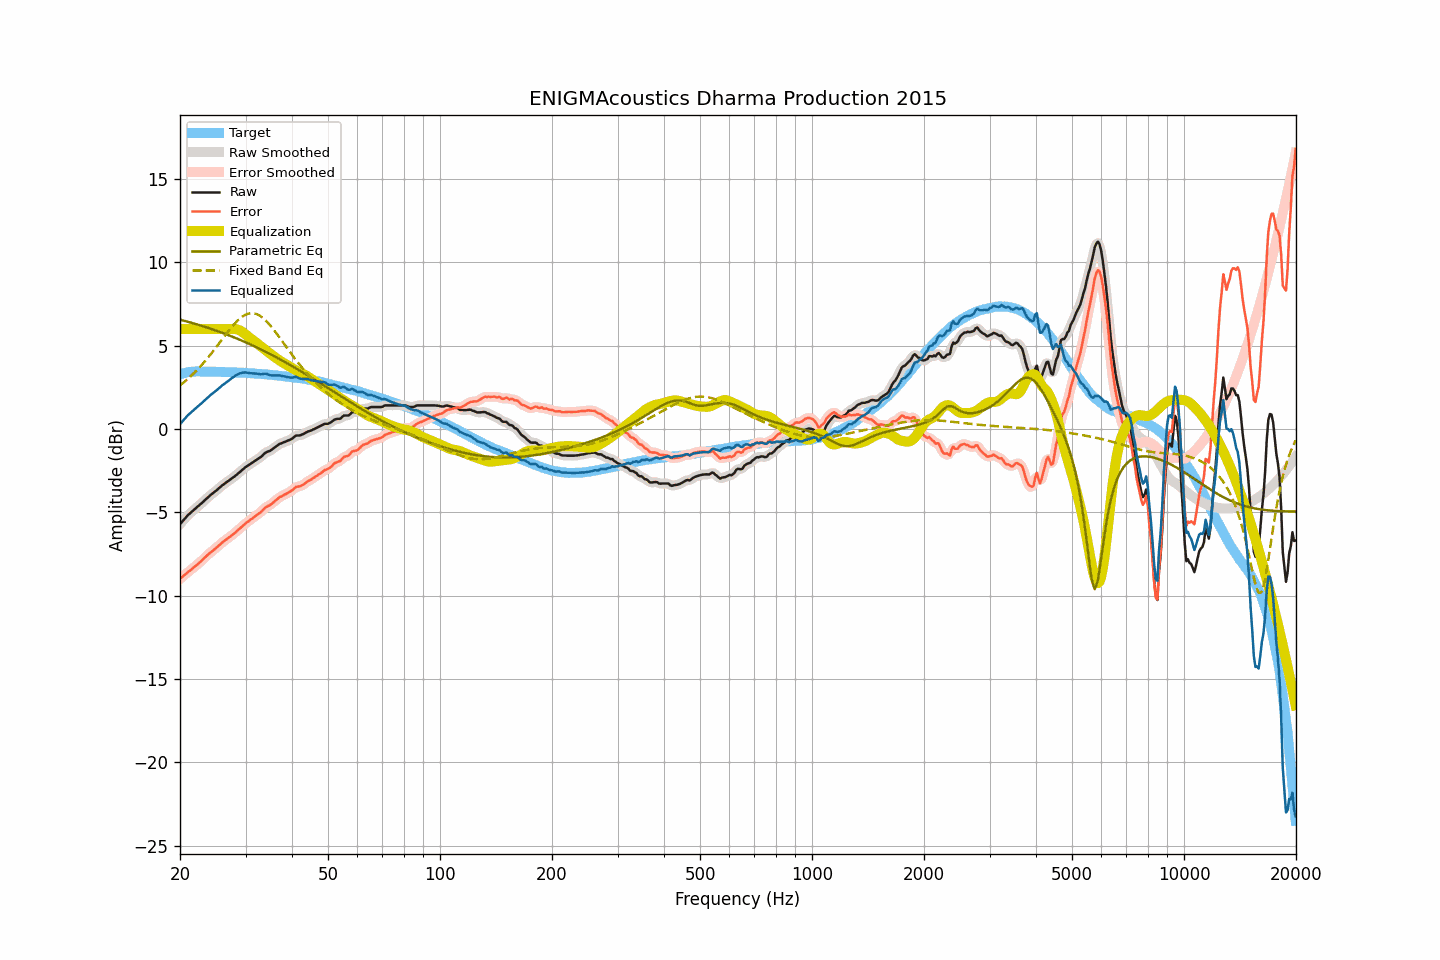 ENIGMAcoustics Dharma Production 2015
Target
Raw Smoothed
Error Smoothed
Raw
Error
Equalization
Parametric Eq
Fixed Band Eq
Equalized
15
10
5
0
−5
−10
−15
−20
−25
Amplitude (dBr)
20 50 100 200 500 1000 2000 5000 10000 20000
Frequency (Hz)